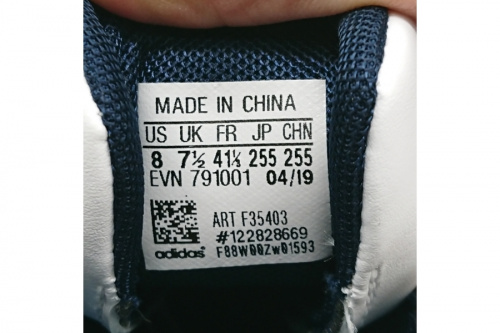 MADE IN CHINA
US UK FR JP CHN
8 7½ 41⅓ 255 255
EVN 791001 04/19
ART F35403
#122828669
adidas F88W00Zw01593